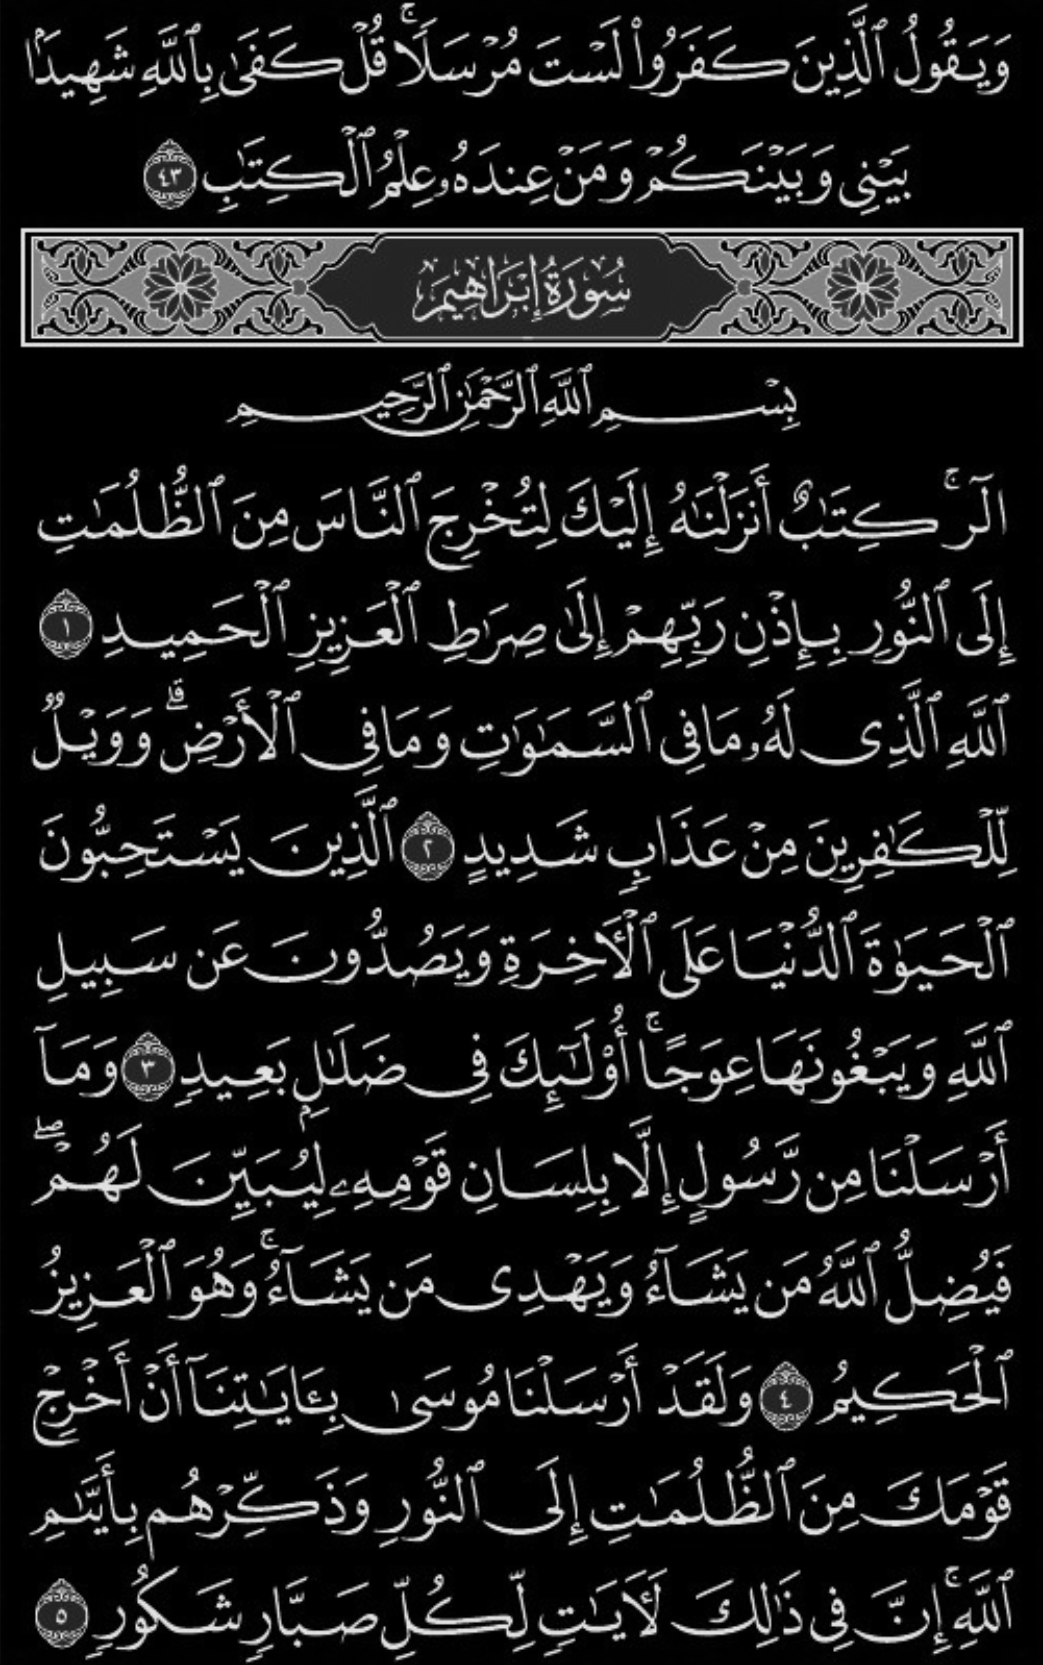 وَيَقُولُ ٱلَّذِينَ كَفَرُواْ لَسْتَ مُرْسَلًاۚ قُلْ كَفَىٰ بِٱللَّهِ شَهِيدَۢا
بَيْنِي وَبَيْنَكُمْ وَمَنْ عِندَهُۥ عِلْمُ ٱلْكِتَٰبِ ٤٣
سُورَةُ إِبْرَاهِيمَ
بِسْمِ ٱللَّهِ ٱلرَّحْمَٰنِ ٱلرَّحِيمِ
الٓرۚ كِتَٰبٌ أَنزَلْنَٰهُ إِلَيْكَ لِتُخْرِجَ ٱلنَّاسَ مِنَ ٱلظُّلُمَٰتِ
إِلَى ٱلنُّورِ بِإِذْنِ رَبِّهِمْ إِلَىٰ صِرَٰطِ ٱلْعَزِيزِ ٱلْحَمِيدِ ١
ٱللَّهِ ٱلَّذِى لَهُۥ مَا فِى ٱلسَّمَٰوَٰتِ وَمَا فِى ٱلْأَرْضِۗ وَوَيْلٌ
لِّلْكَٰفِرِينَ مِنْ عَذَابٍ شَدِيدٍ ٢ ٱلَّذِينَ يَسْتَحِبُّونَ
ٱلْحَيَوٰةَ ٱلدُّنْيَا عَلَى ٱلْأَخِرَةِ وَيَصُدُّونَ عَن سَبِيلِ
ٱللَّهِ وَيَبْغُونَهَا عِوَجًاۚ أُوْلَٰٓئِكَ فِى ضَلَٰلِۭ بَعِيدٍ ٣ وَمَآ
أَرْسَلْنَا مِن رَّسُولٍ إِلَّا بِلِسَانِ قَوْمِهِۦ لِيُبَيِّنَ لَهُمْۖ
فَيُضِلُّ ٱللَّهُ مَن يَشَآءُ وَيَهْدِى مَن يَشَآءُۚ وَهُوَ ٱلْعَزِيزُ
ٱلْحَكِيمُ ٤ وَلَقَدْ أَرْسَلْنَا مُوسَىٰ بِـَٔايَٰتِنَآ أَنْ أَخْرِجْ
قَوْمَكَ مِنَ ٱلظُّلُمَٰتِ إِلَى ٱلنُّورِ وَذَكِّرْهُم بِأَيَّىٰمِ
ٱللَّهِۚ إِنَّ فِى ذَٰلِكَ لَأَيَٰتٍ لِّكُلِّ صَبَّارٍ شَكُورٍ ٥